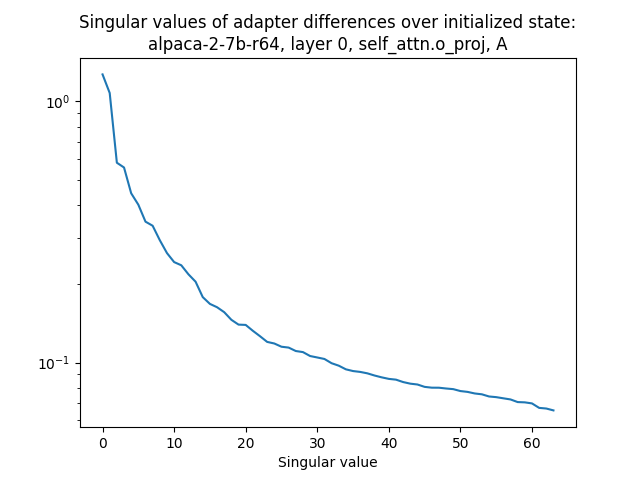 Singular values of adapter differences over initialized state:
alpaca-2-7b-r64, layer 0, self_attn.o_proj, A
10⁰
10⁻¹
0 10 20 30 40 50 60
Singular value